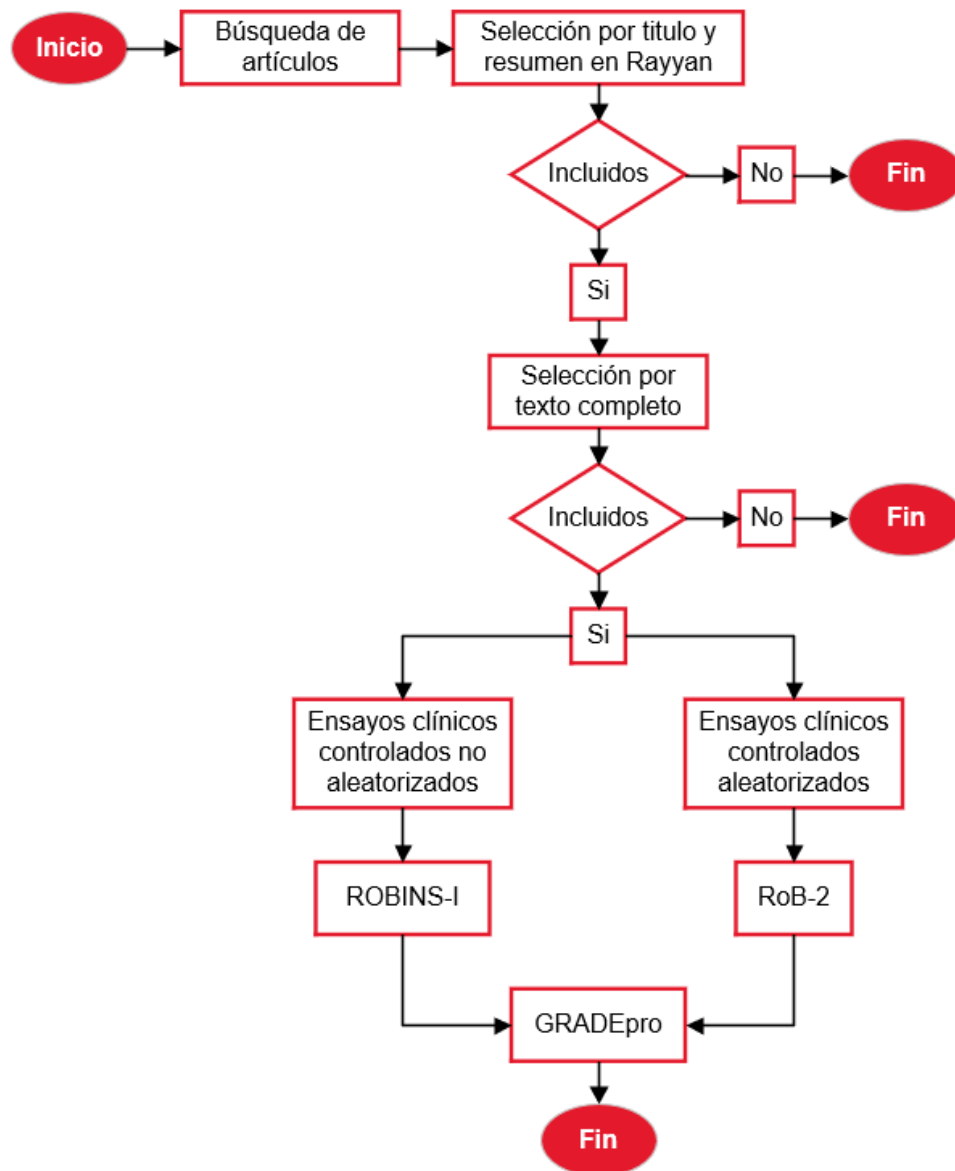 Inicio
Búsqueda de
artículos
Selección por titulo y
resumen en Rayyan
Incluidos
No
Fin
Si
Selección por
texto completo
Incluidos
No
Fin
Si
Ensayos clínicos
controlados no
aleatorizados
Ensayos clínicos
controlados
aleatorizados
ROBINS-I
RoB-2
GRADEpro
Fin